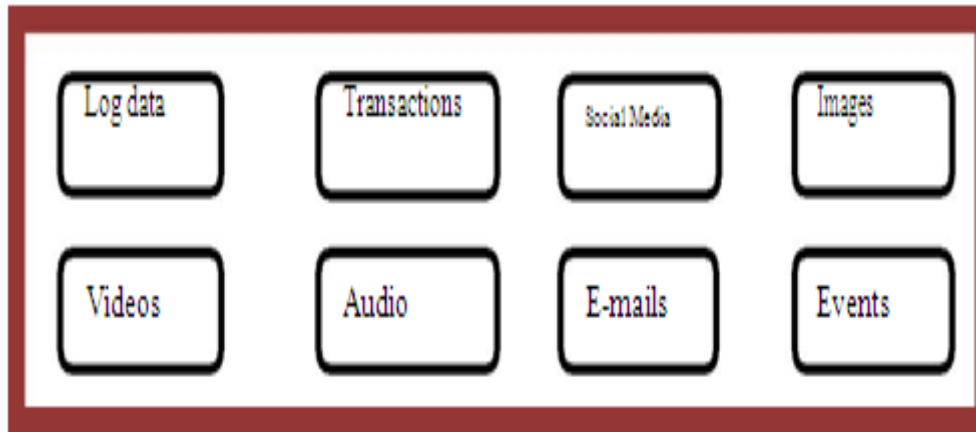 Log data
Transactions
Social Media
Images
Videos
Audio
E-mails
Events